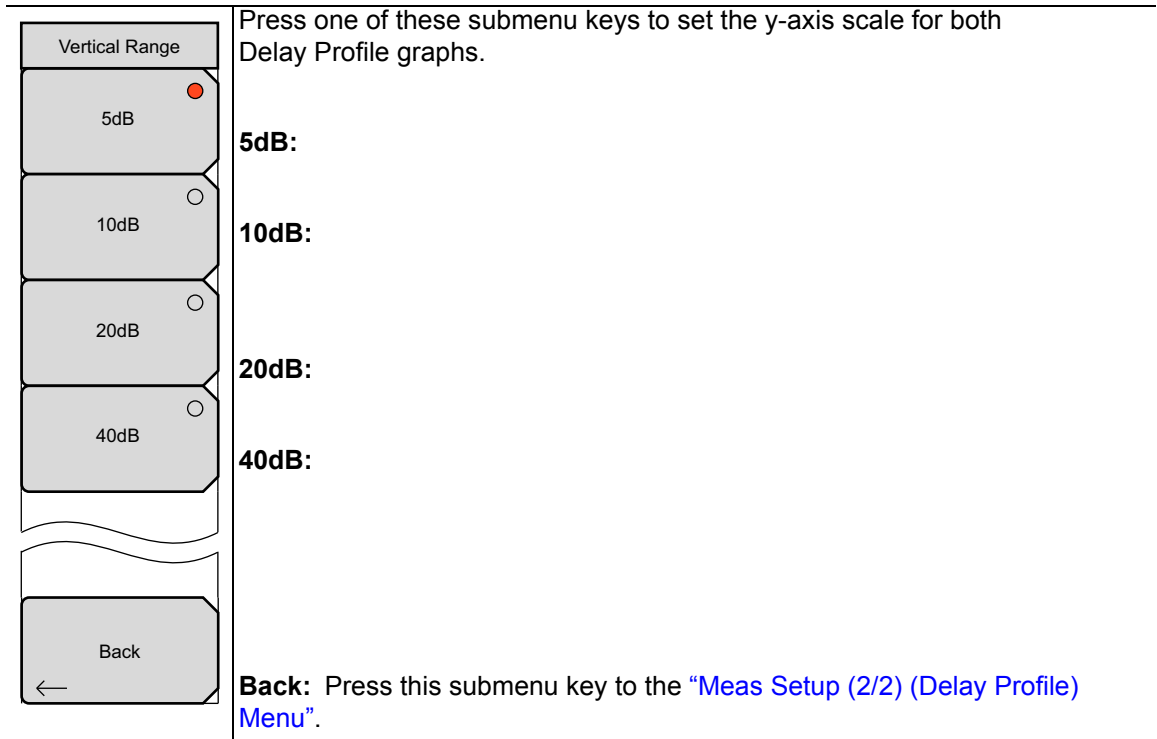 Vertical Range
5dB
10dB
20dB
40dB
Back
Press one of these submenu keys to set the y-axis scale for both
Delay Profile graphs.
5dB:
10dB:
20dB:
40dB:
Back: Press this submenu key to the “Meas Setup (2/2) (Delay Profile)
Menu”.